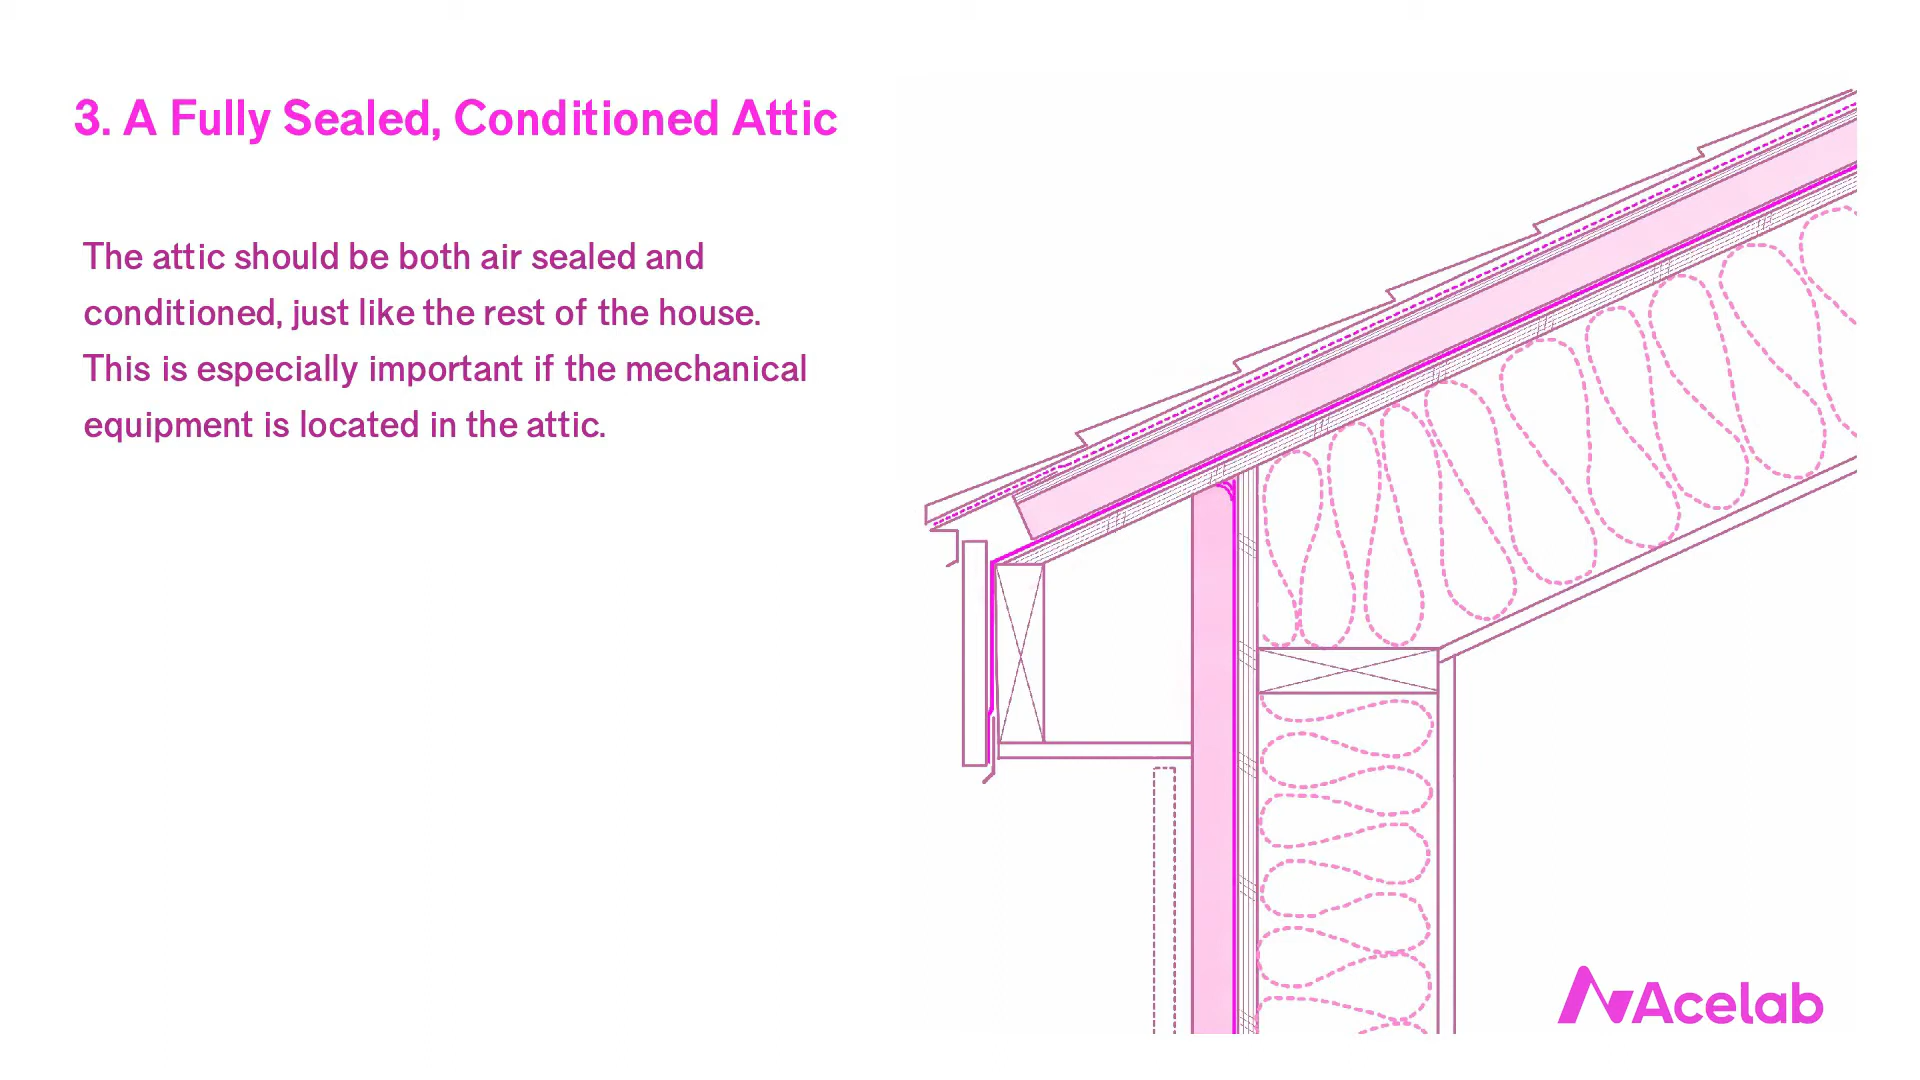 3. A Fully Sealed, Conditioned Attic
The attic should be both air sealed and
conditioned, just like the rest of the house.
This is especially important if the mechanical
equipment is located in the attic.
Acelab